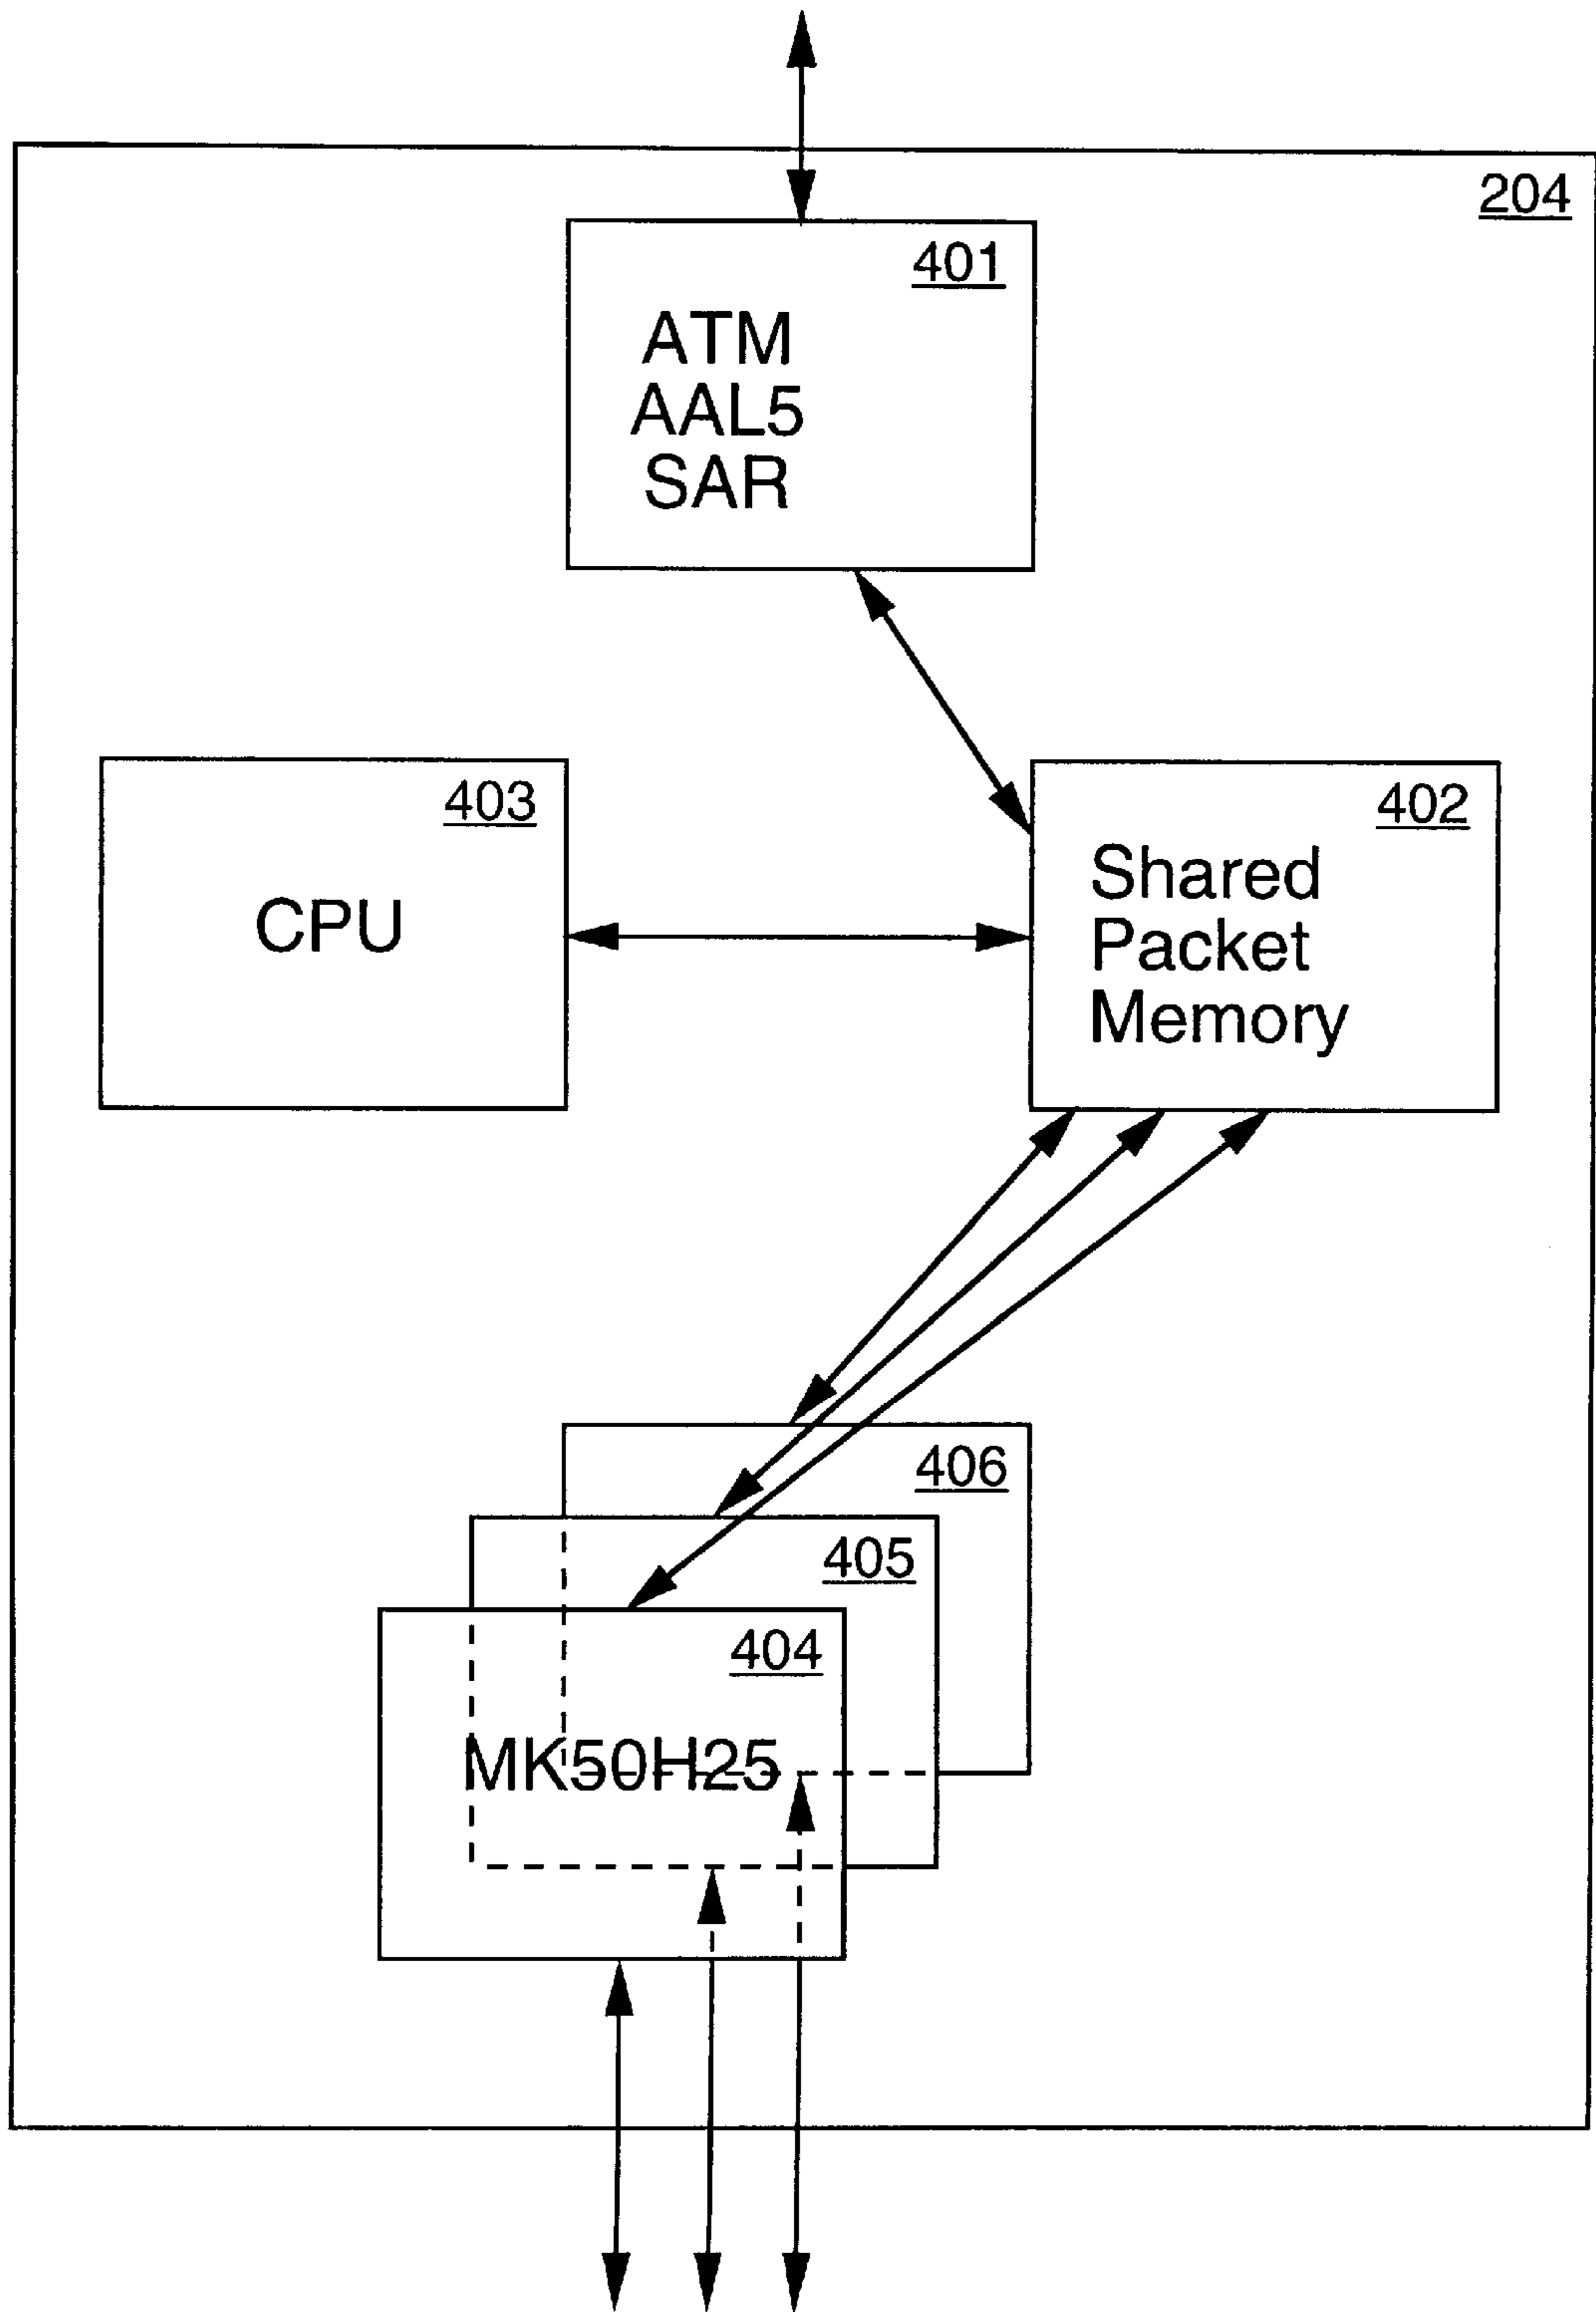 204
401
ATM
AAL5
SAR
403
CPU
402
Shared
Packet
Memory
406
405
404
MK50H25